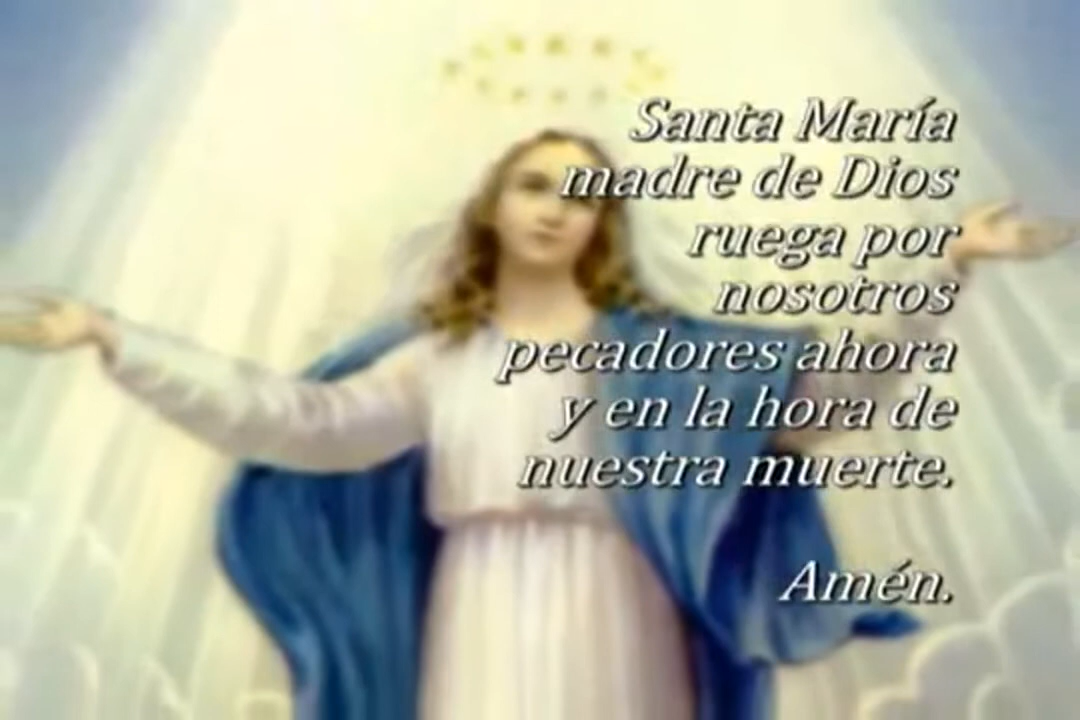 Santa María
madre de Dios
ruega por
nosotros
pecadores ahora
y en la hora de
nuestra muerte.
Amén.